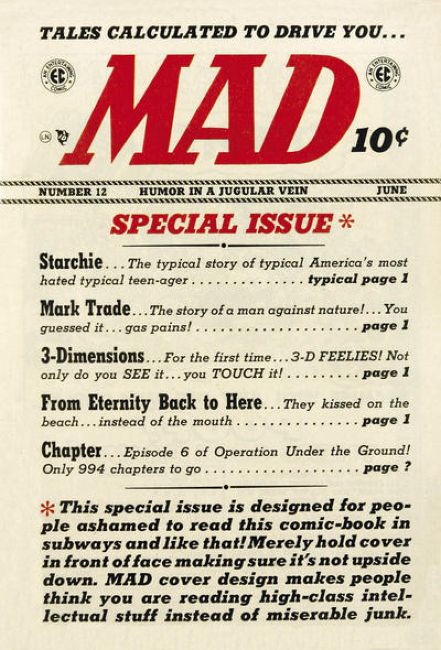 TALES CALCULATED TO DRIVE YOU...
AN ENTERTAINING EC COMIC
AN ENTERTAINING EC COMIC
MAD
LN
10¢
NUMBER 12 HUMOR IN A JUGULAR VEIN JUNE
SPECIAL ISSUE *
Starchie...The typical story of typical America's most
hated typical teen-ager..............typical page 1
Mark Trade...The story of a man against nature!...You
guessed it...gas pains!....................page 1
3-Dimensions...For the first time...3-D FEELIES! Not
only do you SEE it...you TOUCH it!.........page 1
From Eternity Back to Here...They kissed on the
beach...instead of the mouth...............page 1
Chapter...Episode 6 of Operation Under the Ground!
Only 994 chapters to go....................page ?
* This special issue is designed for peo-
ple ashamed to read this comic-book in
subways and like that! Merely hold cover
in front of face making sure it's not upside
down. MAD cover design makes people
think you are reading high-class intel-
lectual stuff instead of miserable junk.